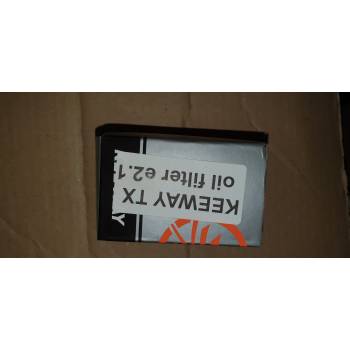 KEEWAY TX
oil filter e2.1